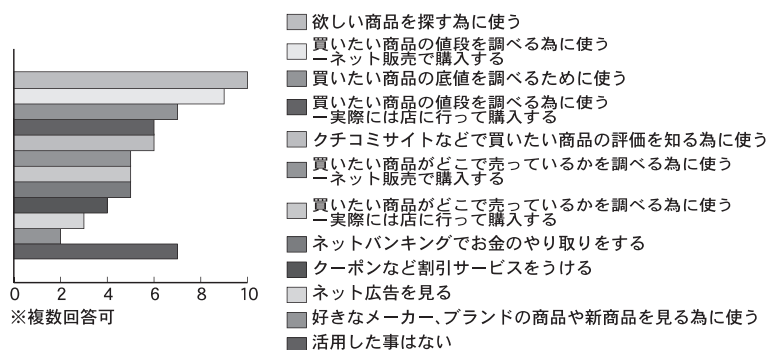 欲しい商品を探す為に使う
買いたい商品の値段を調べる為に使う
ーネット販売で購入する
買いたい商品の底値を調べるために使う
買いたい商品の値段を調べる為に使う
ー実際には店に行って購入する
クチコミサイトなどで買いたい商品の評価を知る為に使う
買いたい商品がどこで売っているかを調べる為に使う
ーネット販売で購入する
買いたい商品がどこで売っているかを調べる為に使う
ー実際には店に行って購入する
ネットバンキングでお金のやり取りをする
クーポンなど割引サービスをうける
ネット広告を見る
好きなメーカー、ブランドの商品や新商品を見る為に使う
活用した事はない
0 2 4 6 8 10
※複数回答可